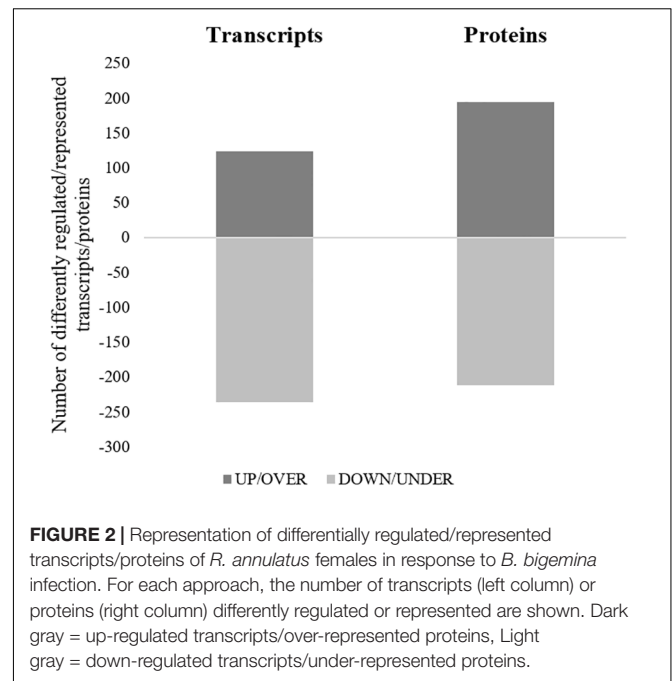 Transcripts Proteins
Number of differently regulated/represented
transcripts/proteins
250
200
150
100
50
0
-50
-100
-150
-200
-250
-300
UP/OVER DOWN/UNDER
FIGURE 2 | Representation of differentially regulated/represented
transcripts/proteins of R. annulatus females in response to B. bigemina
infection. For each approach, the number of transcripts (left column) or
proteins (right column) differently regulated or represented are shown. Dark
gray = up-regulated transcripts/over-represented proteins, Light
gray = down-regulated transcripts/under-represented proteins.